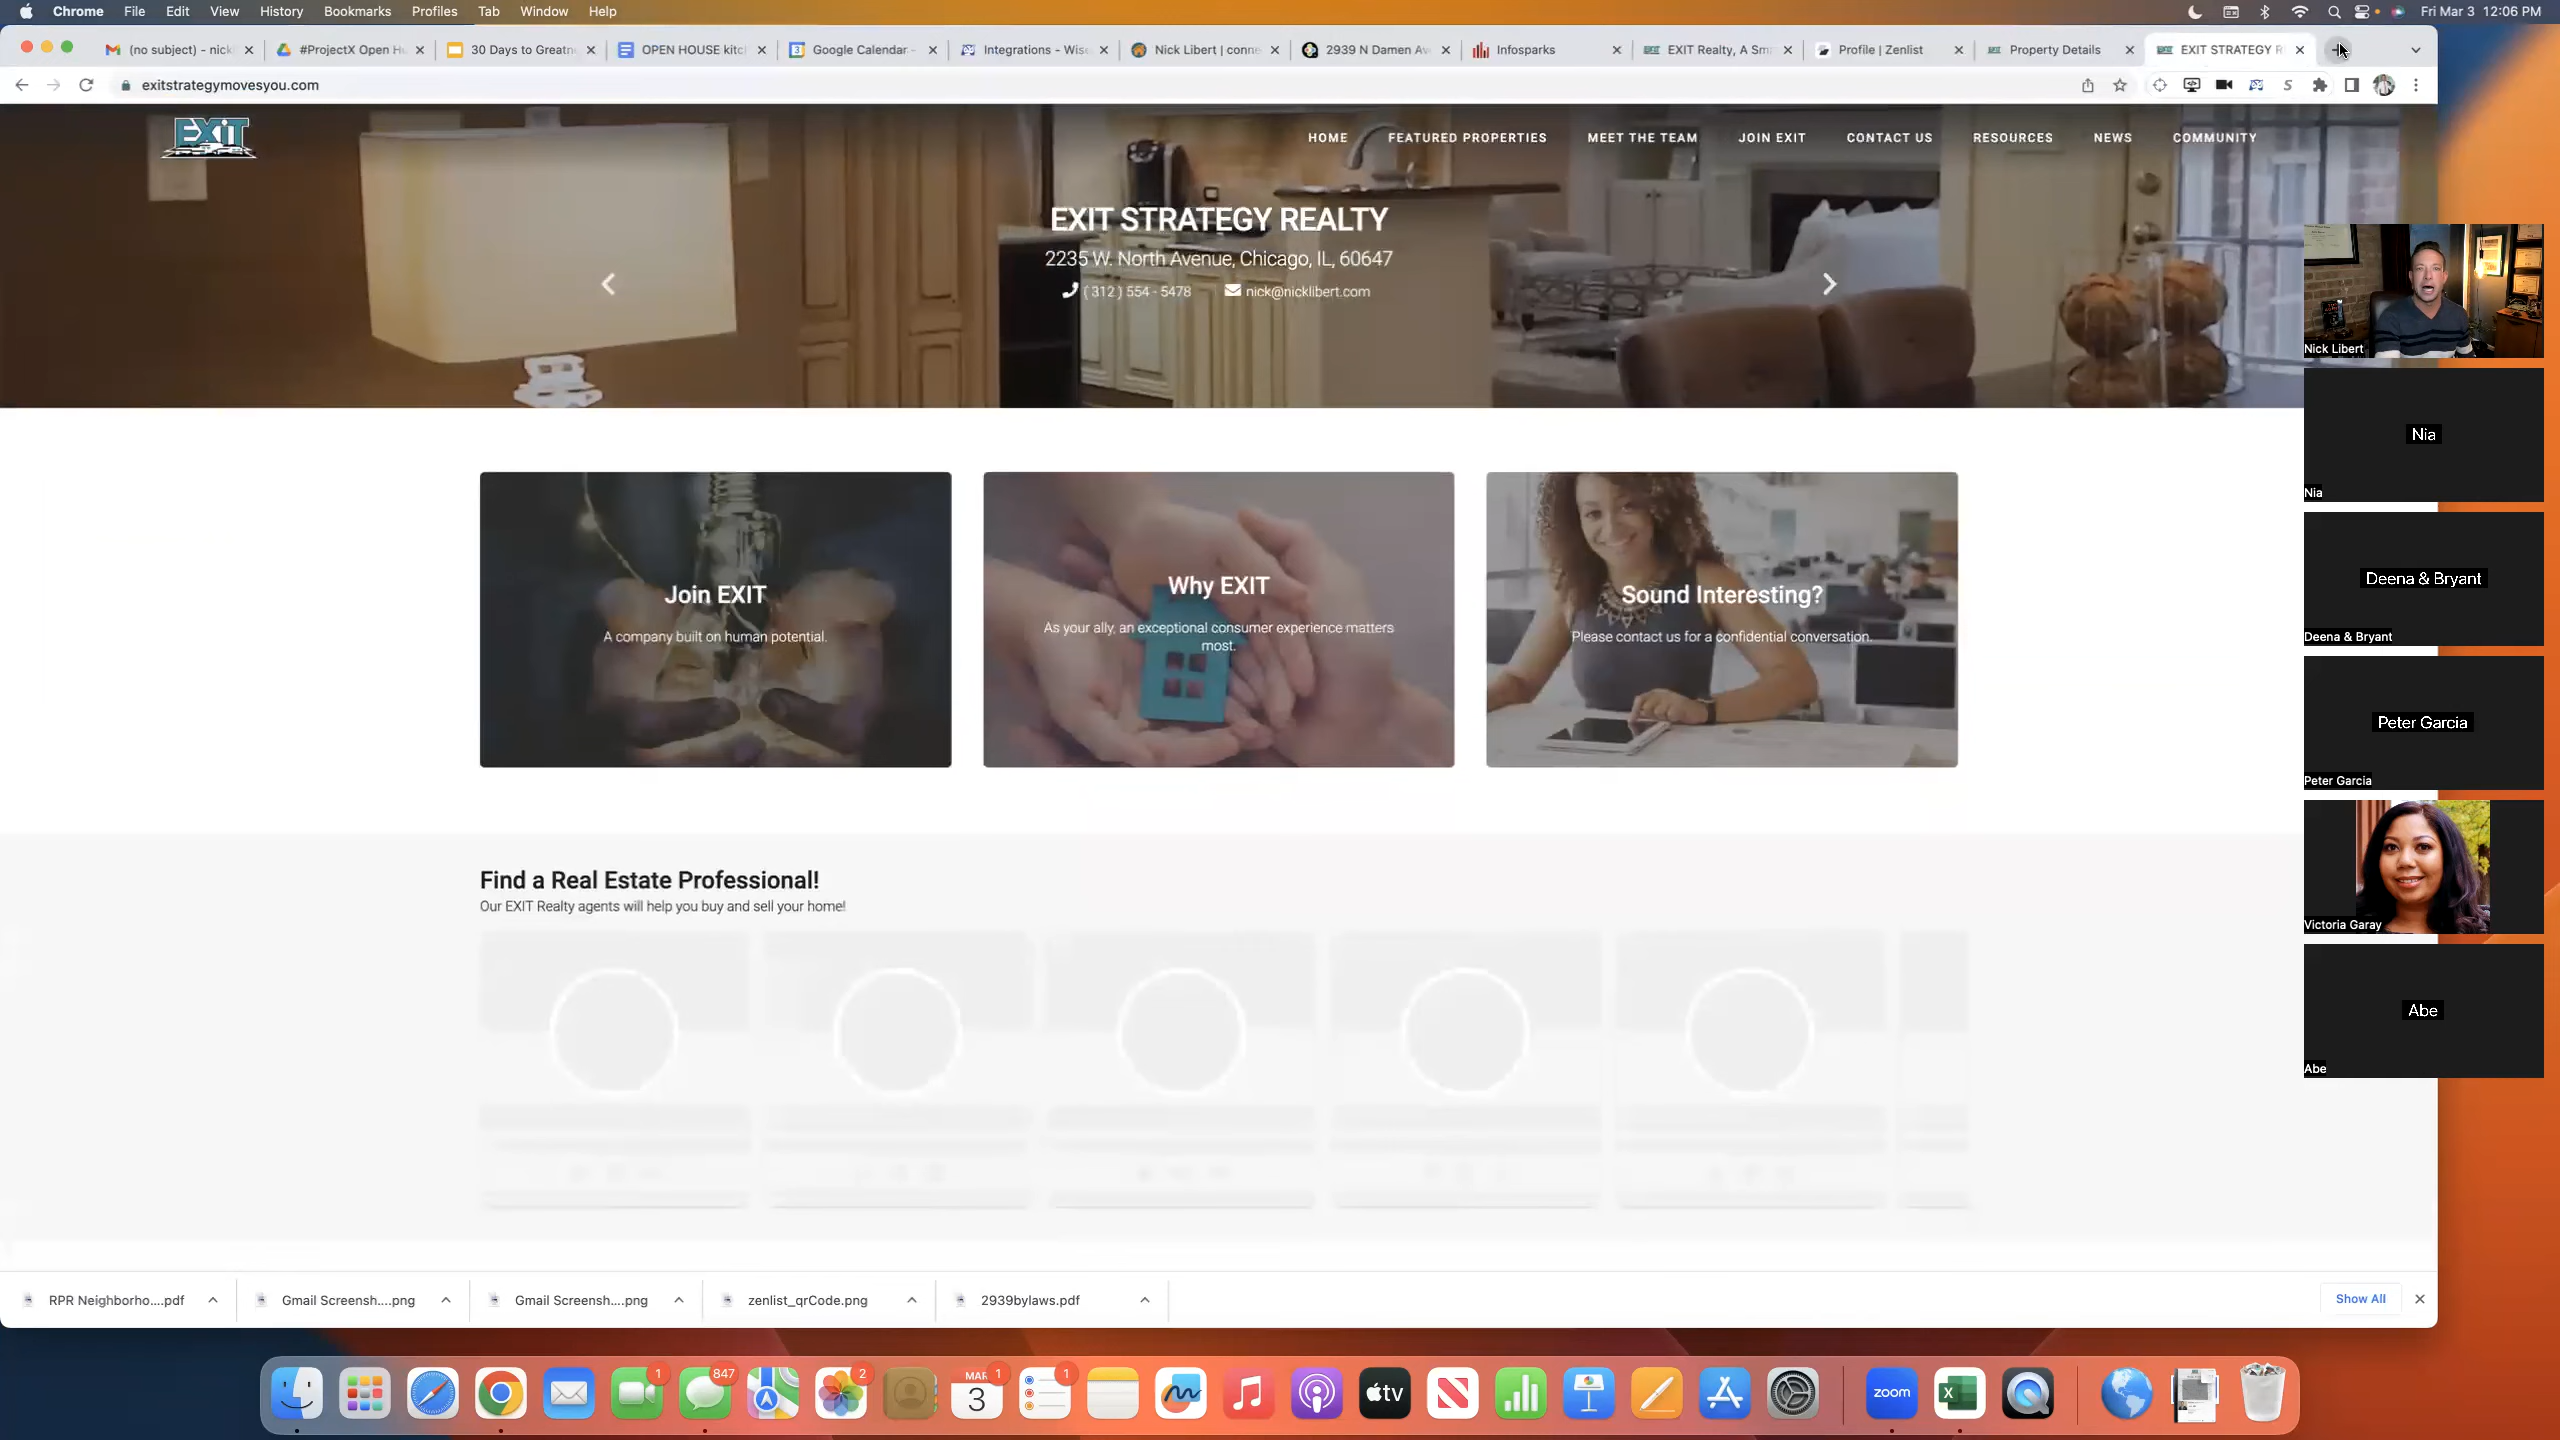 Chrome File Edit View History Bookmarks Profiles Tab Window Help
Fri Mar 3 12:06 PM
(no subject) - nick
#ProjectX Open H
30 Days to Greatn
OPEN HOUSE kitc
Google Calendar -
Integrations - Wise
Nick Libert | conne
2939 N Damen Av
Infosparks
EXIT Realty, A Sm
Profile | Zenlist
Property Details
EXIT STRATEGY R
exitstrategymovesyou.com
EXIT
HOME FEATURED PROPERTIES MEET THE TEAM JOIN EXIT CONTACT US RESOURCES NEWS COMMUNITY
EXIT STRATEGY REALTY
2235 W. North Avenue, Chicago, IL, 60647
( 312 ) 554 - 5478 nick@nicklibert.com
Join EXIT
A company built on human potential.
Why EXIT
As your ally, an exceptional consumer experience matters
most.
Sound Interesting?
Please contact us for a confidential conversation.
Find a Real Estate Professional!
Our EXIT Realty agents will help you buy and sell your home!
Nick Libert
Nia
Nia
Deena & Bryant
Deena & Bryant
Peter Garcia
Peter Garcia
Victoria Garay
Abe
Abe
RPR Neighborho....pdf
Gmail Screensh....png
Gmail Screensh....png
zenlist_qrCode.png
2939bylaws.pdf
Show All
1
847
2
MAR
3
1
1
tv
zoom
X